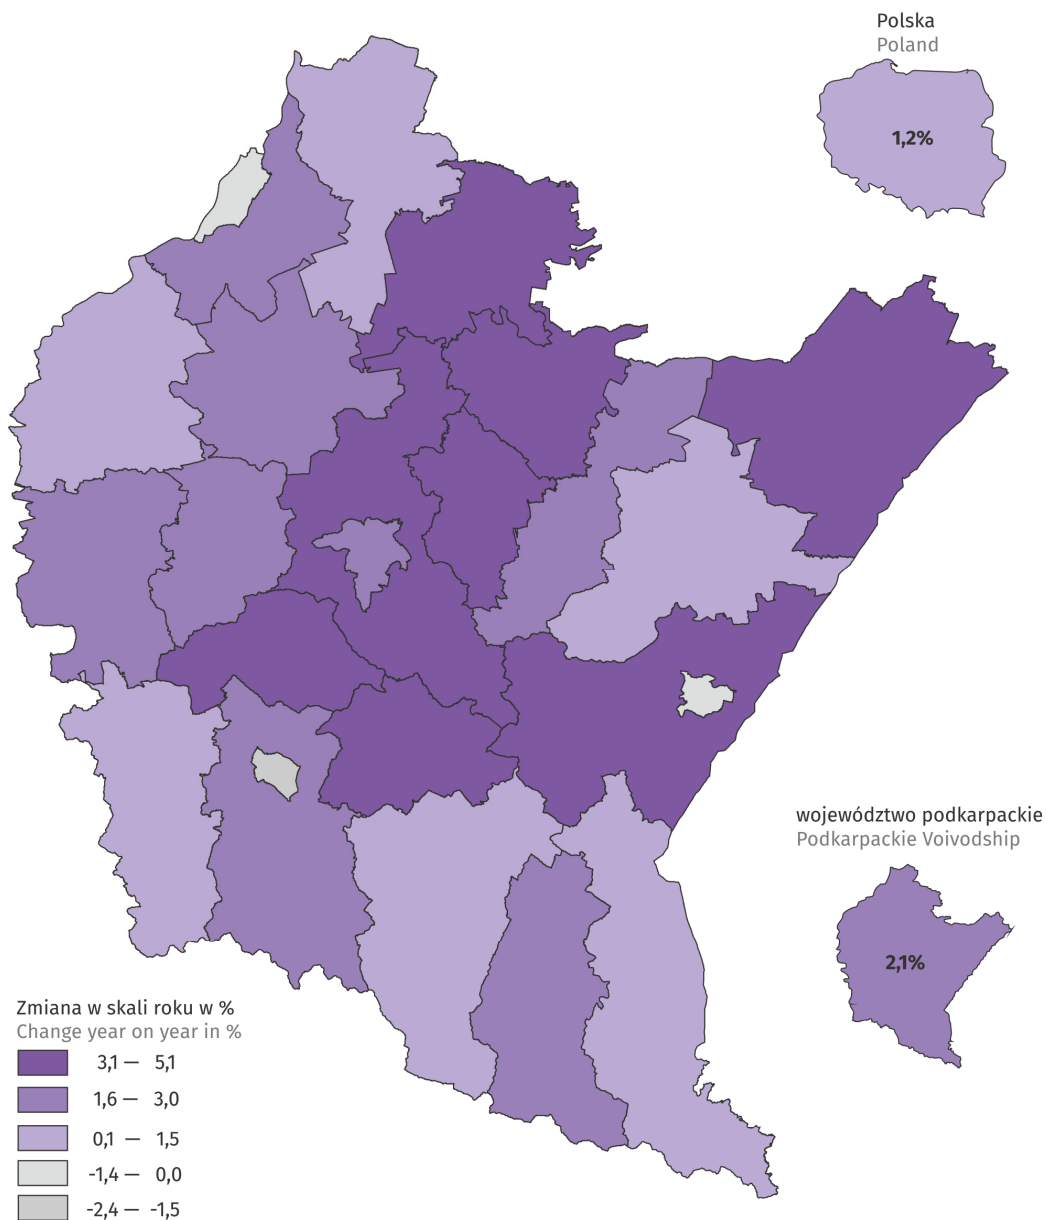 Polska
Poland
1,2%
województwo podkarpackie
Podkarpackie Voivodship
2,1%
Zmiana w skali roku w %
Change year on year in %
3,1 — 5,1
1,6 — 3,0
0,1 — 1,5
-1,4 — 0,0
-2,4 — -1,5